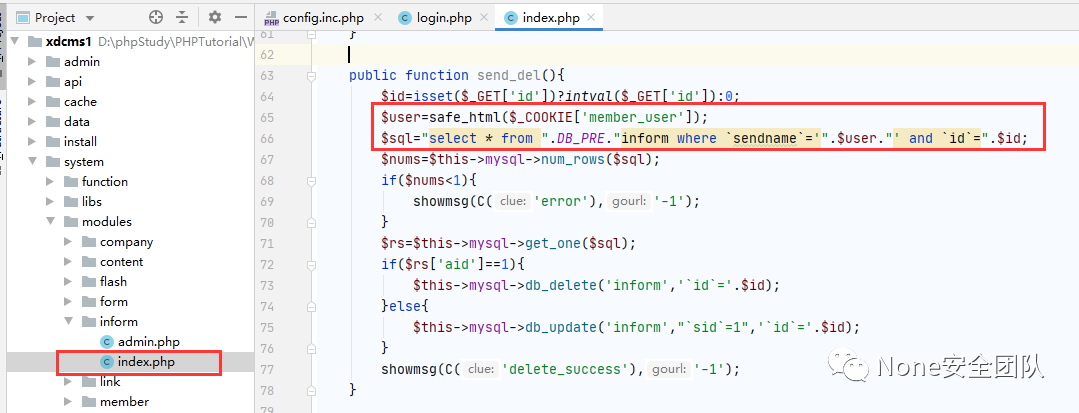 Project
config.inc.php
login.php
index.php
xdcms1 D:\phpStudy\PHPTutorial\W
admin
api
cache
data
install
system
function
libs
modules
company
content
flash
form
inform
admin.php
index.php
link
member
61 }
62
63 public function send_del(){
64 $id=isset($_GET['id'])?intval($_GET['id']):0;
65 $user=safe_html($_COOKIE['member_user']);
66 $sql="select * from ".DB_PRE."inform where `sendname`='".$user."' and `id`=".$id;
67 $nums=$this->mysql->num_rows($sql);
68 if($nums<1){
69 showmsg(C( clue: 'error'), gourl: '-1');
70 }
71 $rs=$this->mysql->get_one($sql);
72 if($rs['aid']==1){
73 $this->mysql->db_delete('inform','`id`='.$id);
74 }else{
75 $this->mysql->db_update('inform',"`sid`=1",'`id`='.$id);
76 }
77 showmsg(C( clue: 'delete_success'), gourl: '-1');
78 }
79
None安全团队